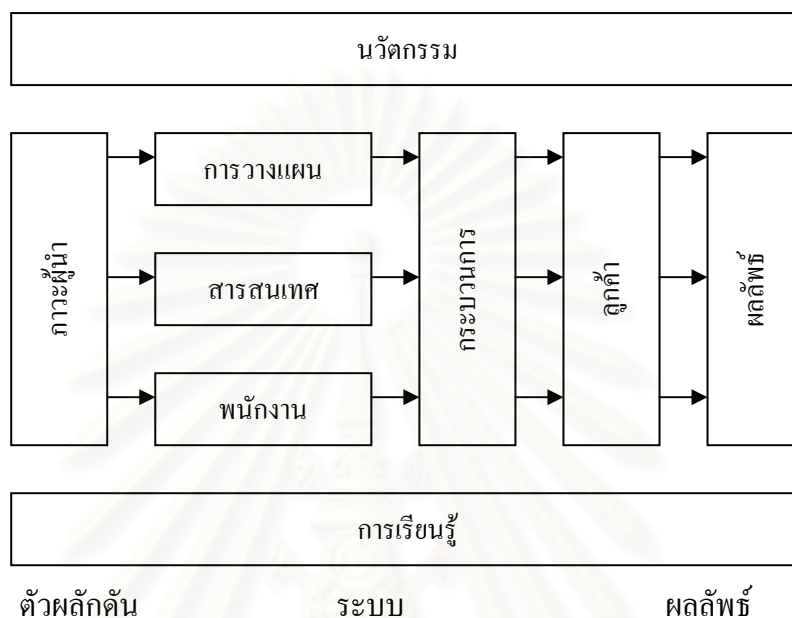 นวัตกรรม
ภาวะผู้นำ
การวางแผน
สารสนเทศ
พนักงาน
กระบวนการ
ลูกค้า
ผลลัพธ์
การเรียนรู้
ตัวผลักดัน ระบบ ผลลัพธ์